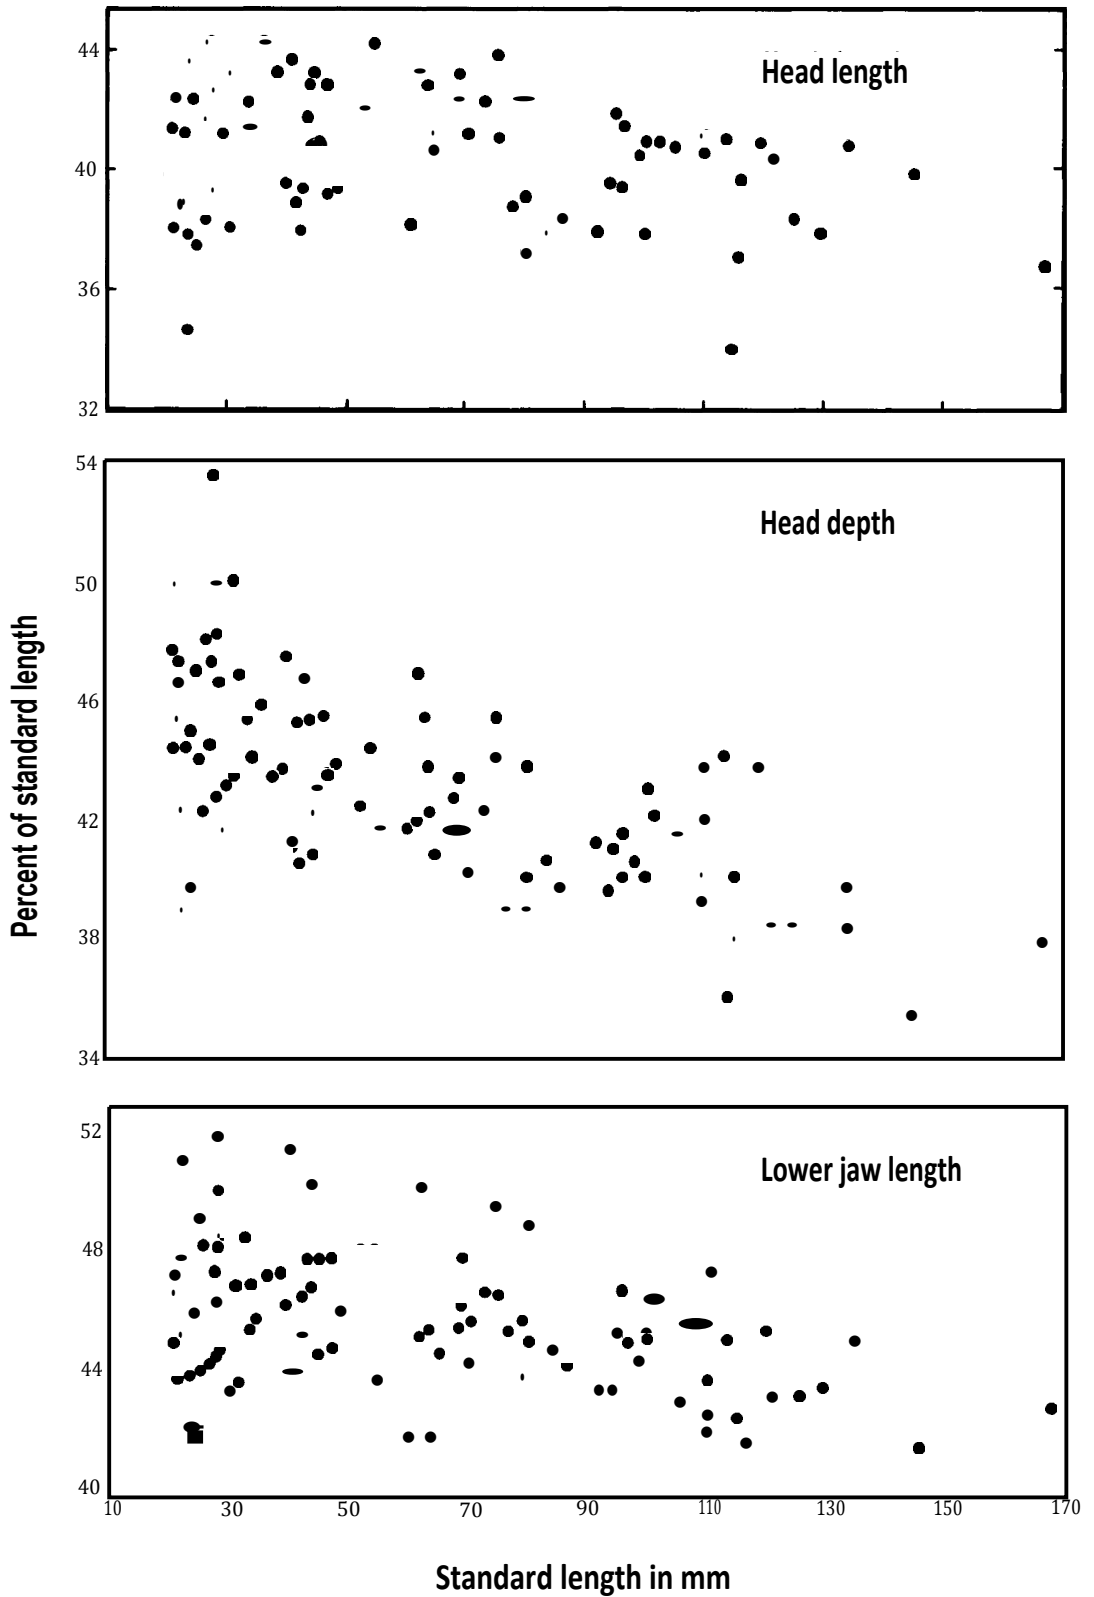 44
Head length
40
36
32
54
Head depth
50
46
42
38
34
Percent of standard length
52
Lower jaw length
48
44
40
10 30 50 70 90 110 130 150 170
Standard length in mm